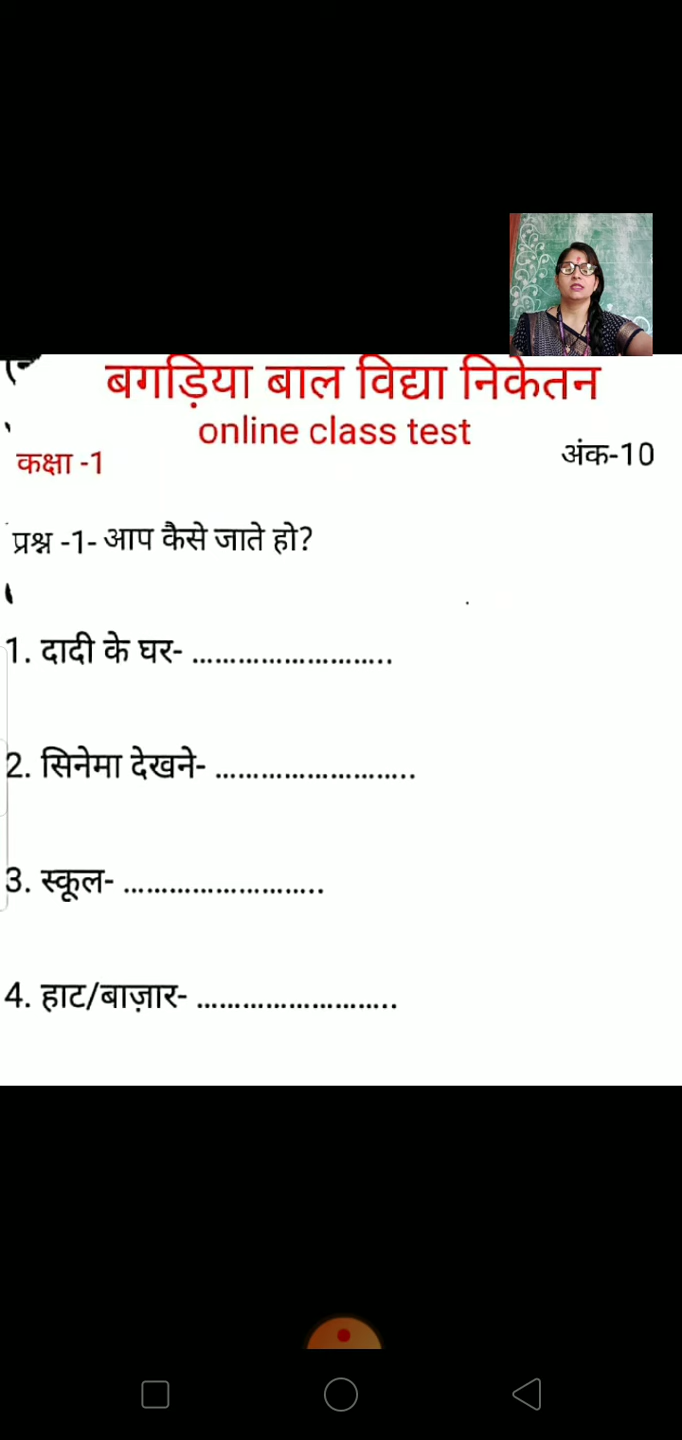 बगड़िया बाल विद्या निकेतन
online class test
कक्षा -1
अंक-10
प्रश्न -1- आप कैसे जाते हो?
1. दादी के घर- ..........................
2. सिनेमा देखने- ..........................
3. स्कूल- ..........................
4. हाट/बाज़ार- ..........................